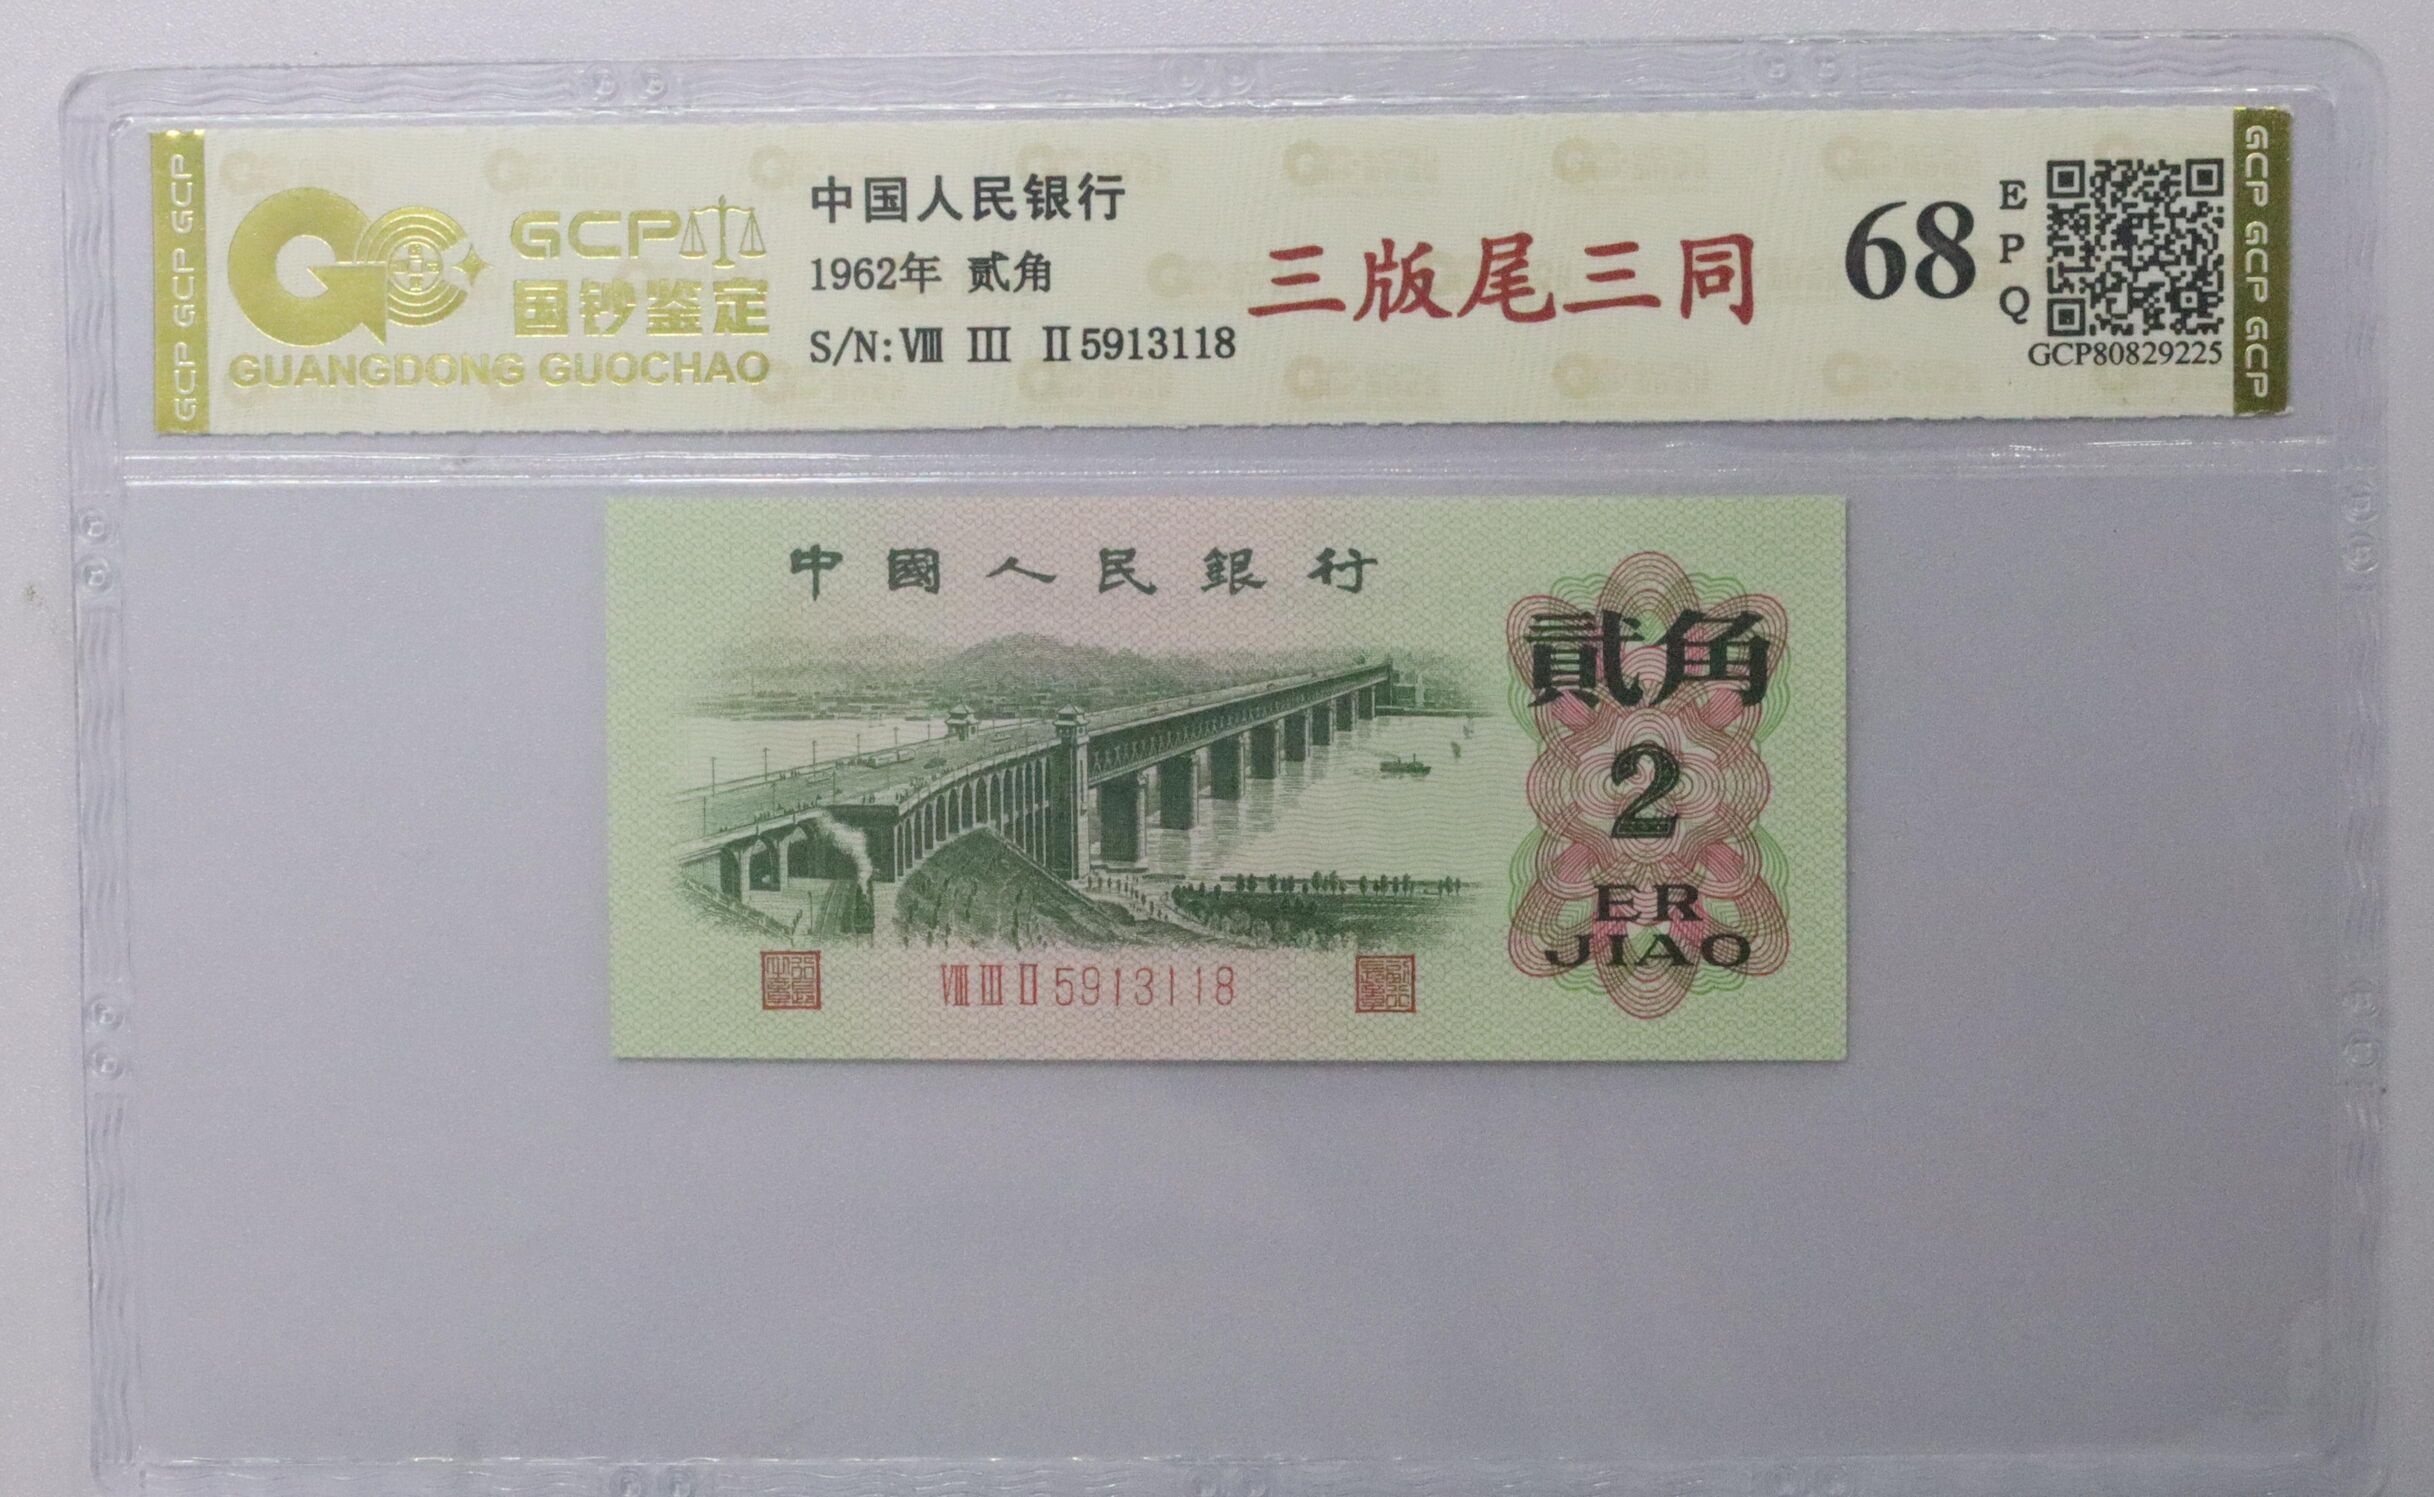 GCP GCP GCP
GCP
国钞鉴定
GUANGDONG GUOCHAO
中国人民银行
1962年 贰角
S/N:Ⅷ Ⅲ Ⅱ5913118
三版尾三同
68
EPQ
GCP80829225
GCP GCP GCP
中國人民銀行
貳角
2
ER
JIAO
Ⅷ Ⅲ Ⅱ 5913118